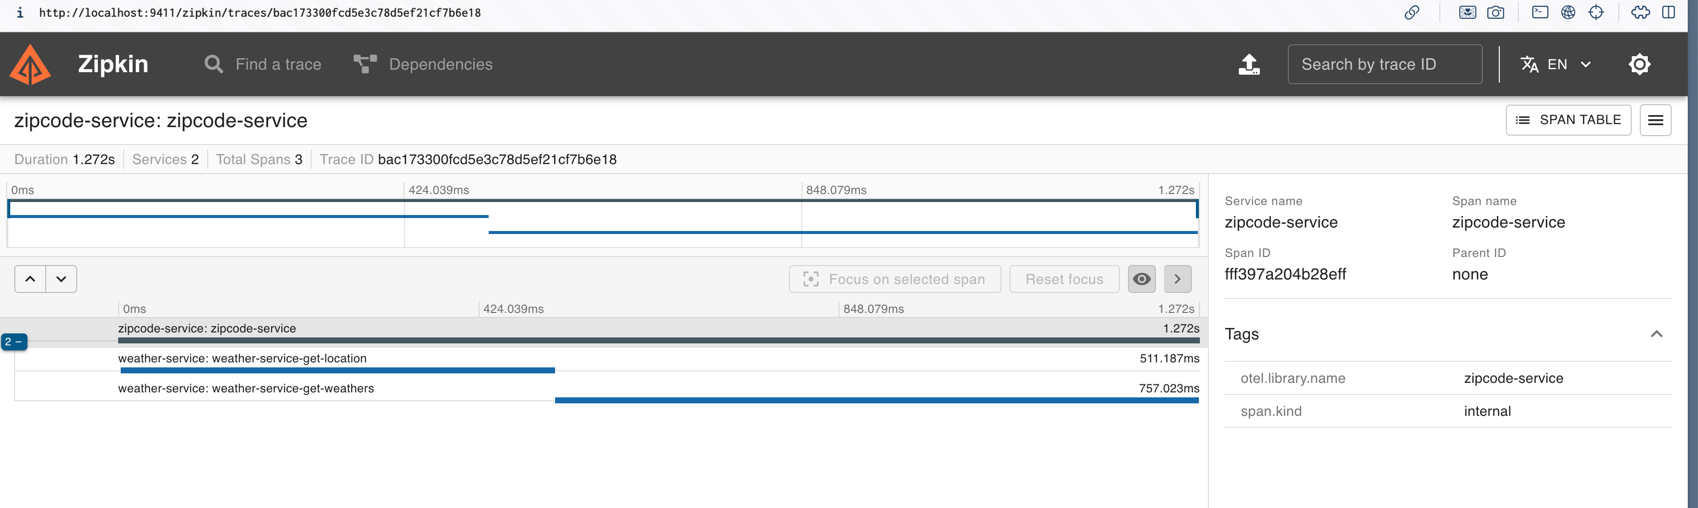 i http://localhost:9411/zipkin/traces/bac173300fcd5e3c78d5ef21cf7b6e18
Zipkin Find a trace Dependencies Search by trace ID EN
zipcode-service: zipcode-service SPAN TABLE
Duration 1.272s Services 2 Total Spans 3 Trace ID bac173300fcd5e3c78d5ef21cf7b6e18
0ms 424.039ms 848.079ms 1.272s
Focus on selected span Reset focus
0ms 424.039ms 848.079ms 1.272s
zipcode-service: zipcode-service 1.272s
2 −
weather-service: weather-service-get-location 511.187ms
weather-service: weather-service-get-weathers 757.023ms
Service name Span name
zipcode-service zipcode-service
Span ID Parent ID
fff397a204b28eff none
Tags
otel.library.name zipcode-service
span.kind internal